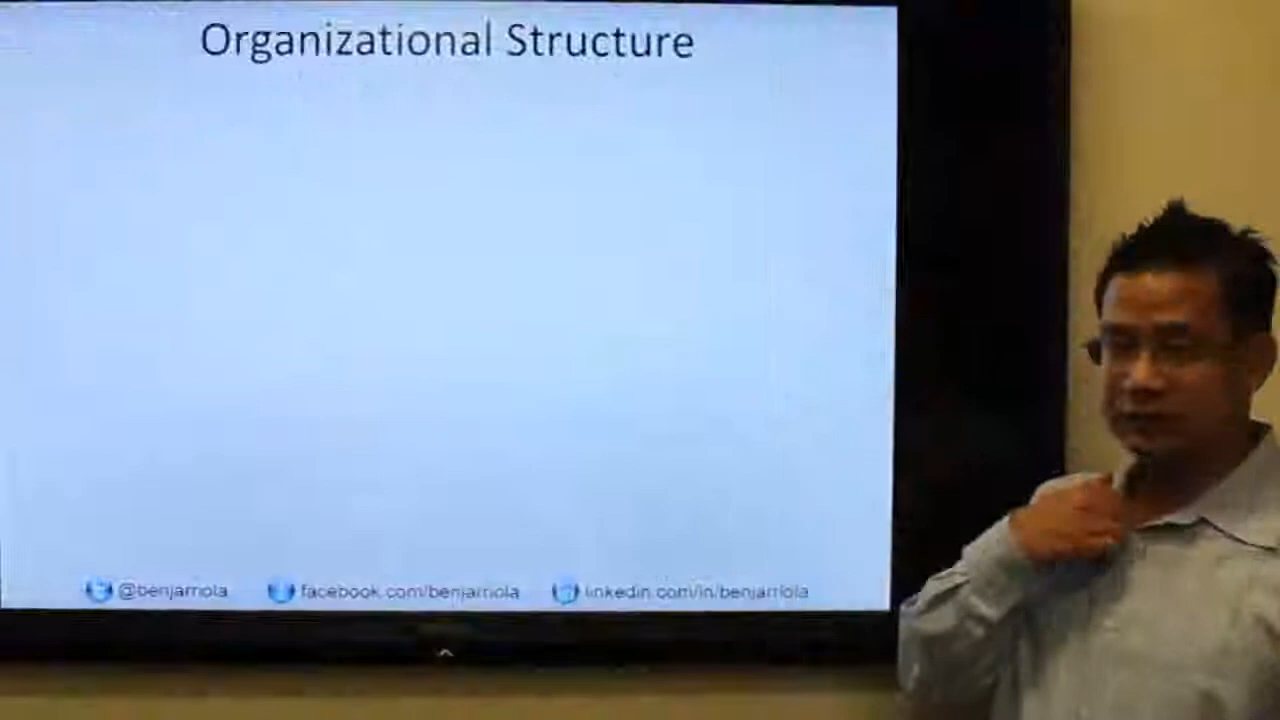 Organizational Structure
@benjarriola facebook.com/benjarriola linkedin.com/in/benjarriola